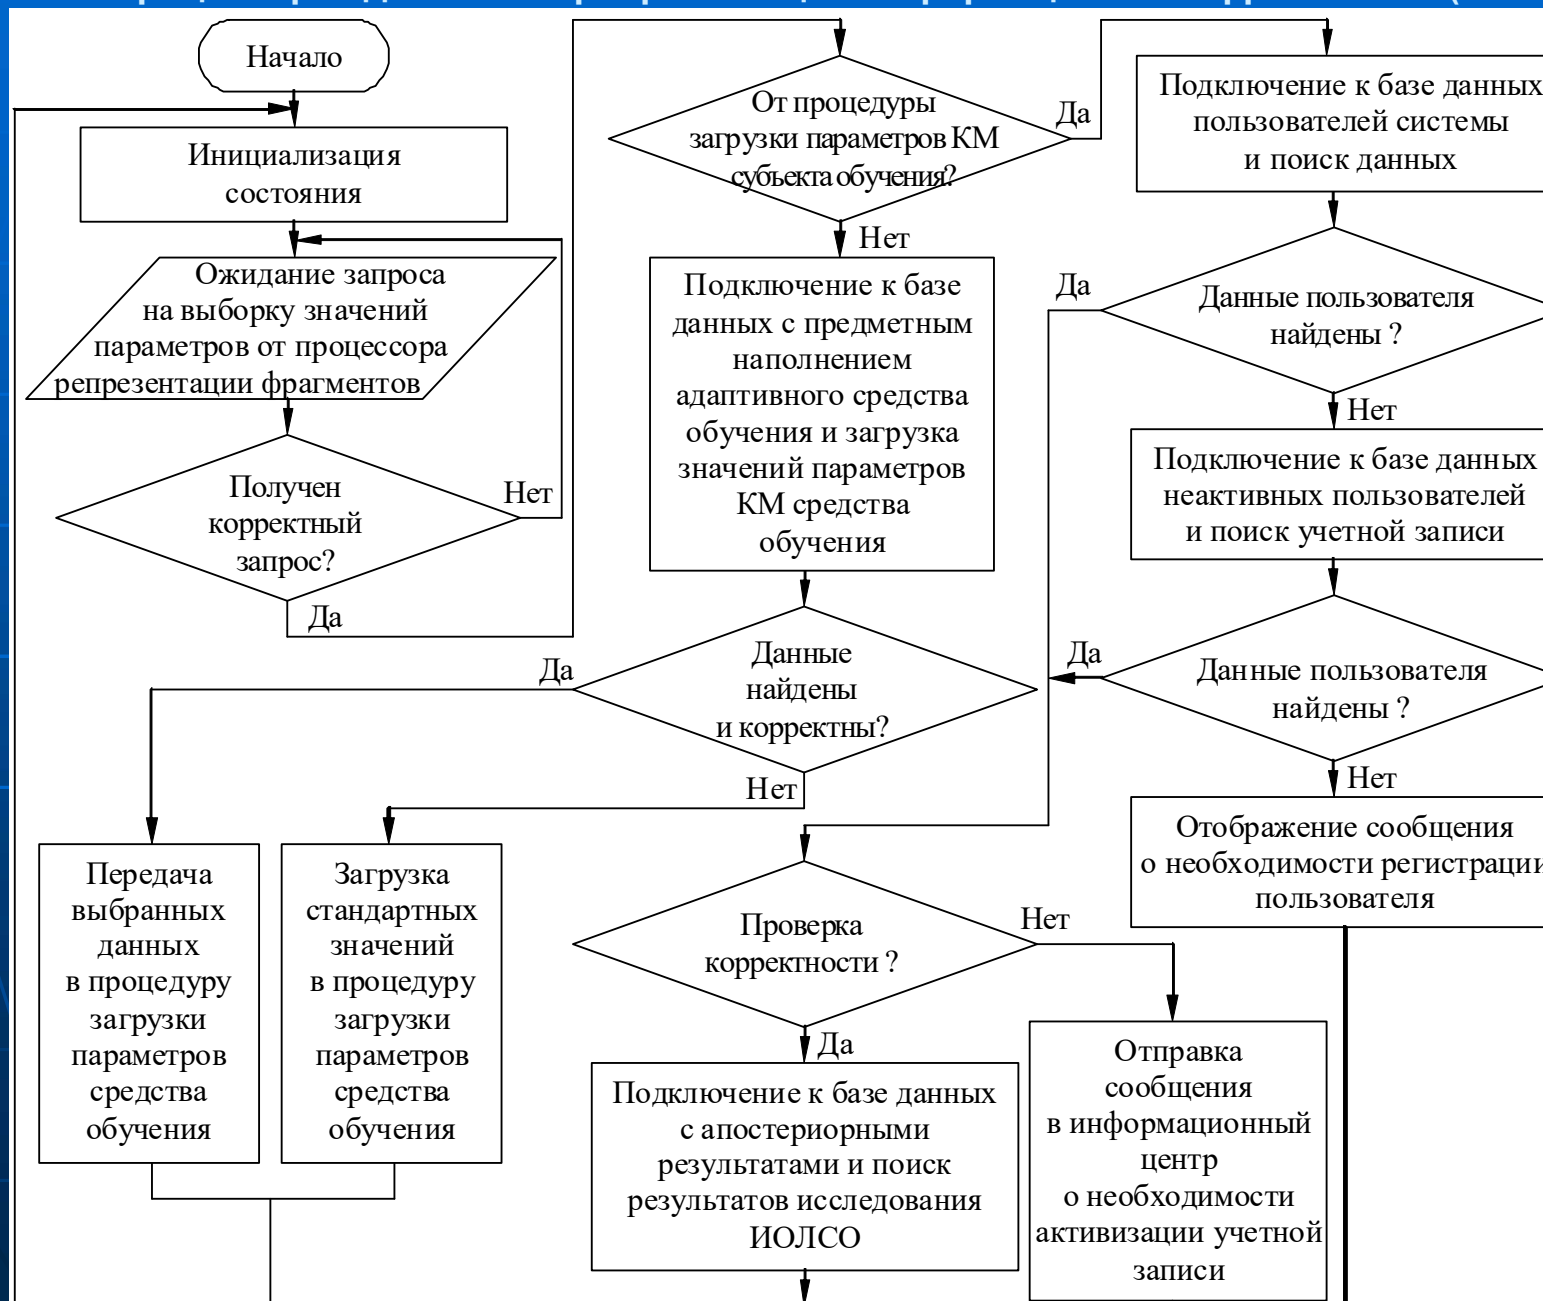 Начало
Инициализация
состояния
Ожидание запроса
на выборку значений
параметров от процессора
репрезентации фрагментов
Получен
корректный
запрос?
Нет
Да
От процедуры
загрузки параметров КМ
субъекта обучения?
Да
Нет
Подключение к базе
данных с предметным
наполнением
адаптивного средства
обучения и загрузка
значений параметров
КМ средства
обучения
Данные
найдены
и корректны?
Да
Нет
Передача
выбранных
данных
в процедуру
загрузки
параметров
средства
обучения
Загрузка
стандартных
значений
в процедуру
загрузки
параметров
средства
обучения
Подключение к базе данных
пользователей системы
и поиск данных
Данные пользователя
найдены ?
Да
Нет
Подключение к базе данных
неактивных пользователей
и поиск учетной записи
Данные пользователя
найдены ?
Да
Нет
Отображение сообщения
о необходимости регистрации
пользователя
Проверка
корректности ?
Нет
Да
Подключение к базе данных
с апостериорными
результатами и поиск
результатов исследования
ИОЛСО
Отправка
сообщения
в информационный
центр
о необходимости
активизации учетной
записи